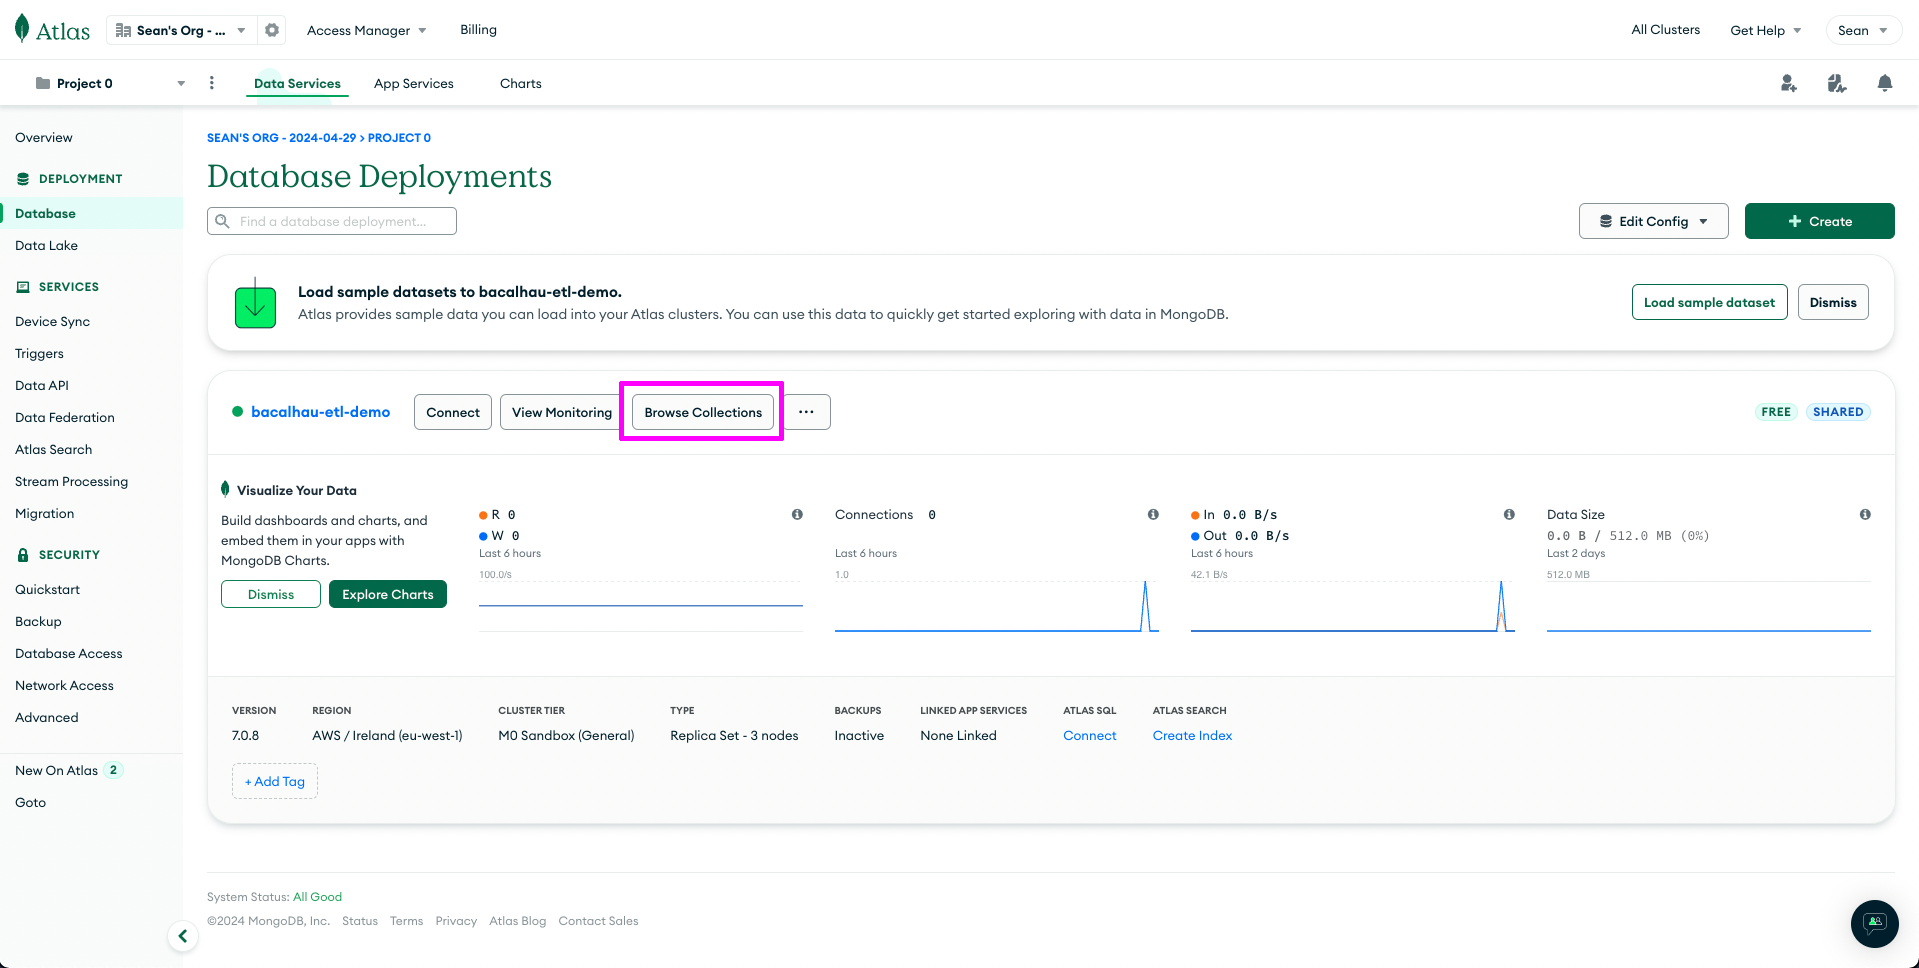 Atlas
Sean's Org - ...
Access Manager
Billing
All Clusters
Get Help
Sean
Project 0
Data Services
App Services
Charts
Overview
DEPLOYMENT
Database
Data Lake
SERVICES
Device Sync
Triggers
Data API
Data Federation
Atlas Search
Stream Processing
Migration
SECURITY
Quickstart
Backup
Database Access
Network Access
Advanced
New On Atlas 2
Goto
SEAN'S ORG - 2024-04-29 > PROJECT 0
Database Deployments
Find a database deployment...
Edit Config
+ Create
Load sample datasets to bacalhau-etl-demo.
Atlas provides sample data you can load into your Atlas clusters. You can use this data to quickly get started exploring with data in MongoDB.
Load sample dataset
Dismiss
bacalhau-etl-demo
Connect
View Monitoring
Browse Collections
...
FREE
SHARED
Visualize Your Data
Build dashboards and charts, and
embed them in your apps with
MongoDB Charts.
Dismiss
Explore Charts
R 0
W 0
Last 6 hours
100.0/s
Connections 0
Last 6 hours
1.0
In 0.0 B/s
Out 0.0 B/s
Last 6 hours
42.1 B/s
Data Size
0.0 B / 512.0 MB (0%)
Last 2 days
512.0 MB
VERSION
7.0.8
REGION
AWS / Ireland (eu-west-1)
CLUSTER TIER
M0 Sandbox (General)
TYPE
Replica Set - 3 nodes
BACKUPS
Inactive
LINKED APP SERVICES
None Linked
ATLAS SQL
Connect
ATLAS SEARCH
Create Index
+ Add Tag
System Status: All Good
©2024 MongoDB, Inc. Status Terms Privacy Atlas Blog Contact Sales